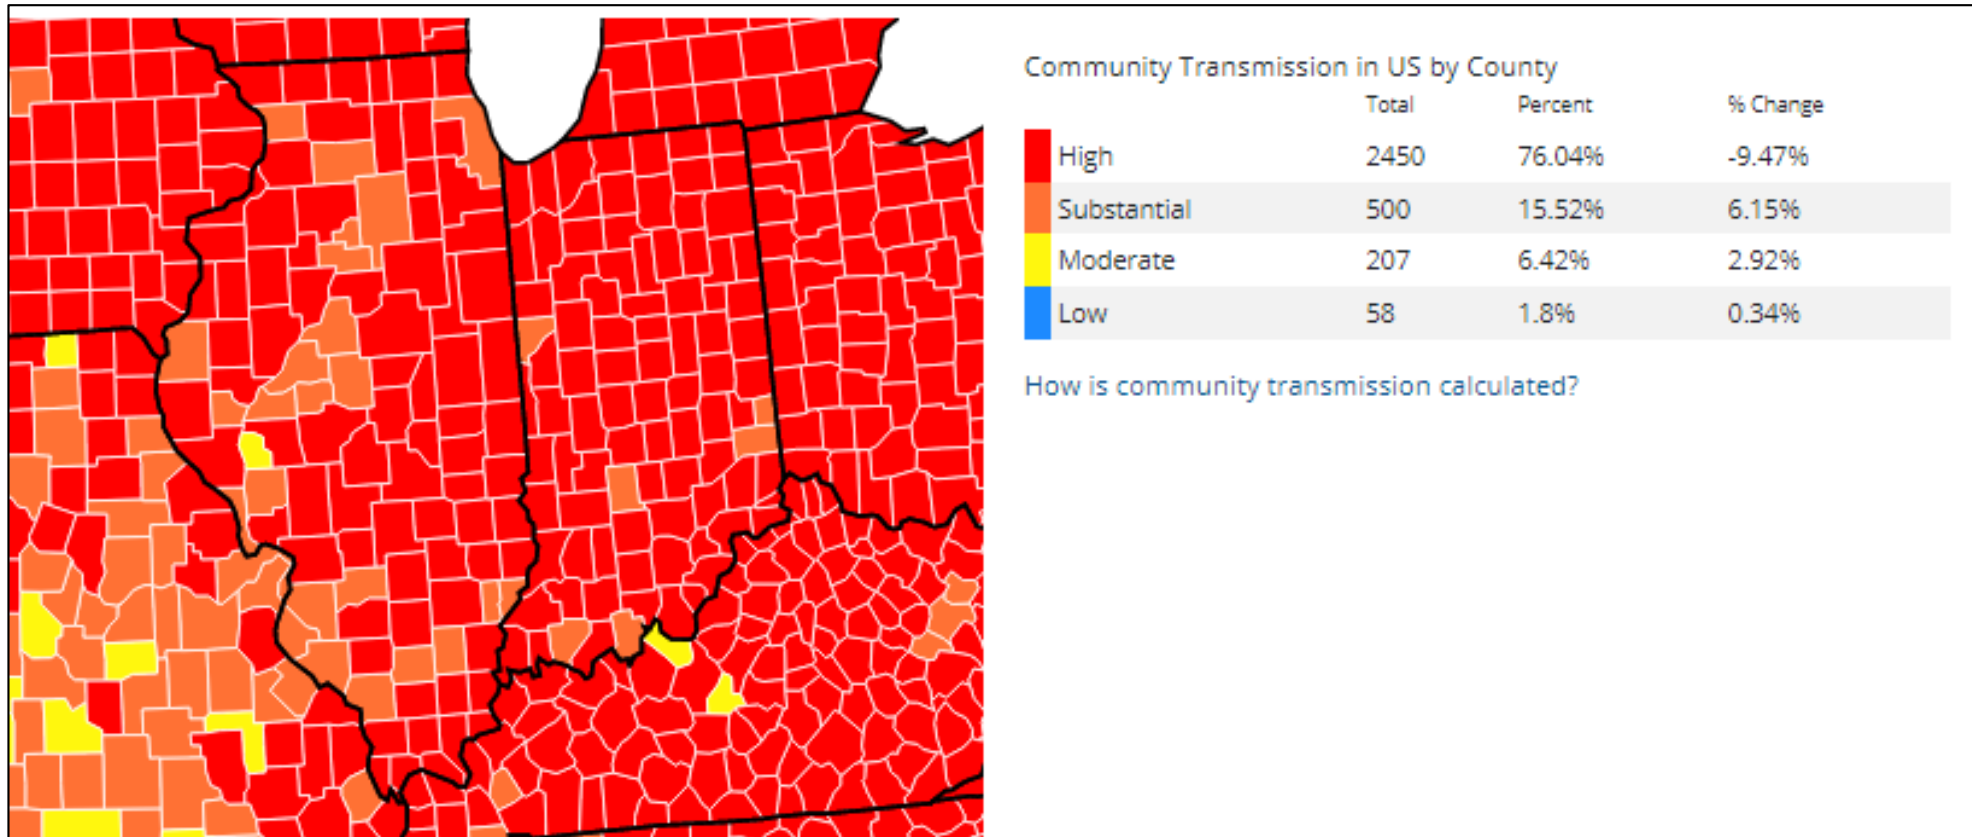 Community Transmission in US by County
Total Percent % Change
High 2450 76.04% -9.47%
Substantial 500 15.52% 6.15%
Moderate 207 6.42% 2.92%
Low 58 1.8% 0.34%
How is community transmission calculated?